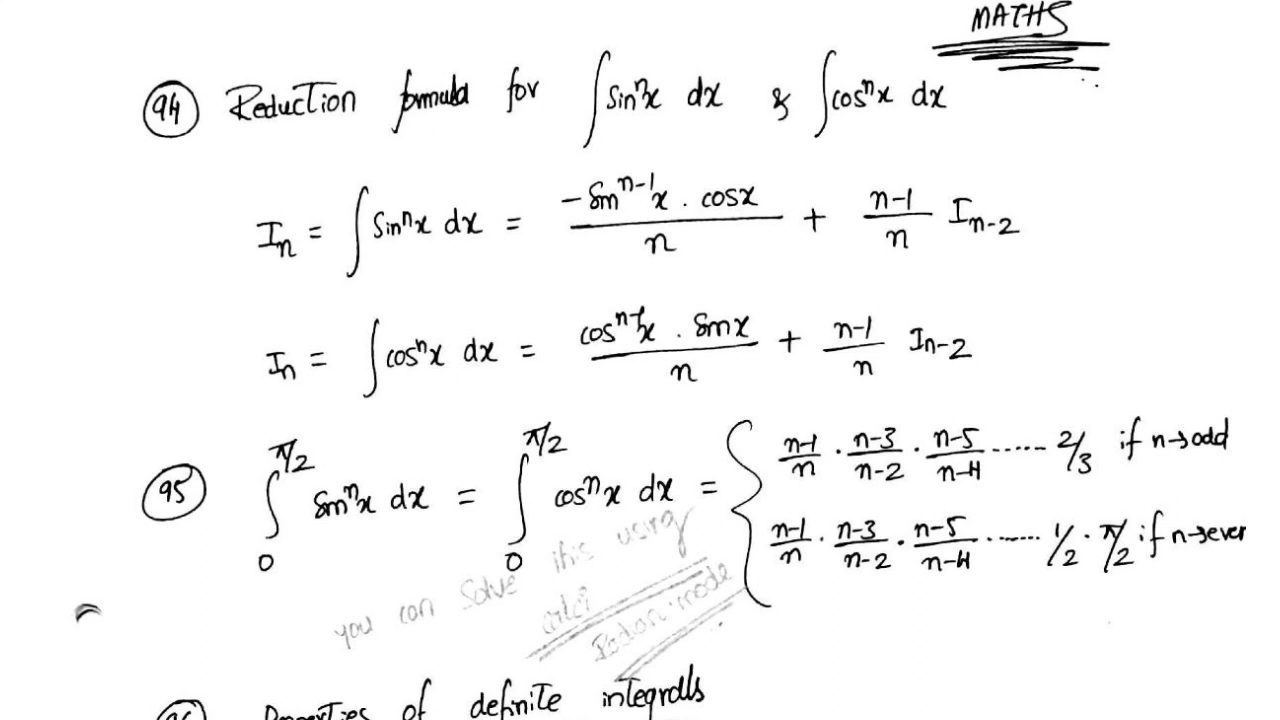 MATHS
94 Reduction formula for ∫sinⁿx dx & ∫cosⁿx dx
Iₙ = ∫Sinⁿx dx = (-Sinⁿ⁻¹x . cosx)/n + (n-1)/n Iₙ₋₂
Iₙ = ∫cosⁿx dx = (cosⁿ⁻¹x . Sinx)/n + (n-1)/n Iₙ₋₂
95 ∫₀^(π/2) Sinⁿx dx = ∫₀^(π/2) cosⁿx dx = { (n-1)/n · (n-3)/(n-2) · (n-5)/(n-4) ...... 2/3 if n→odd
(n-1)/n · (n-3)/(n-2) · (n-5)/(n-4) ...... 1/2 · π/2 if n→even
you can solve this using
mode
Properties of definite integralls